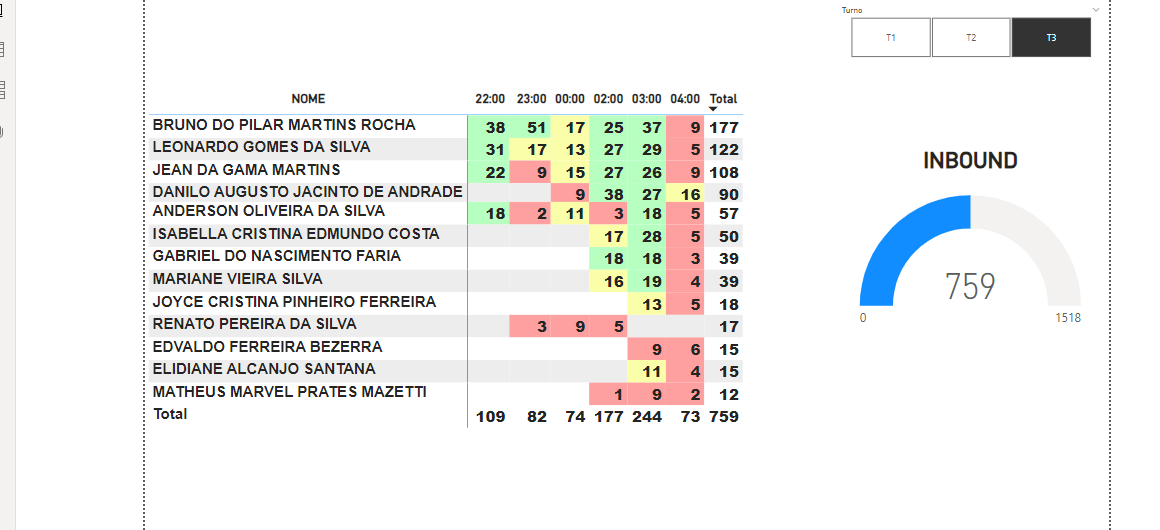 Turno
T1 T2 T3
NOME 22:00 23:00 00:00 02:00 03:00 04:00 Total
BRUNO DO PILAR MARTINS ROCHA 38 51 17 25 37 9 177
LEONARDO GOMES DA SILVA 31 17 13 27 29 5 122
JEAN DA GAMA MARTINS 22 9 15 27 26 9 108
DANILO AUGUSTO JACINTO DE ANDRADE 9 38 27 16 90
ANDERSON OLIVEIRA DA SILVA 18 2 11 3 18 5 57
ISABELLA CRISTINA EDMUNDO COSTA 17 28 5 50
GABRIEL DO NASCIMENTO FARIA 18 18 3 39
MARIANE VIEIRA SILVA 16 19 4 39
JOYCE CRISTINA PINHEIRO FERREIRA 13 5 18
RENATO PEREIRA DA SILVA 3 9 5 17
EDVALDO FERREIRA BEZERRA 9 6 15
ELIDIANE ALCANJO SANTANA 11 4 15
MATHEUS MARVEL PRATES MAZETTI 1 9 2 12
Total 109 82 74 177 244 73 759
INBOUND
759
0 1518